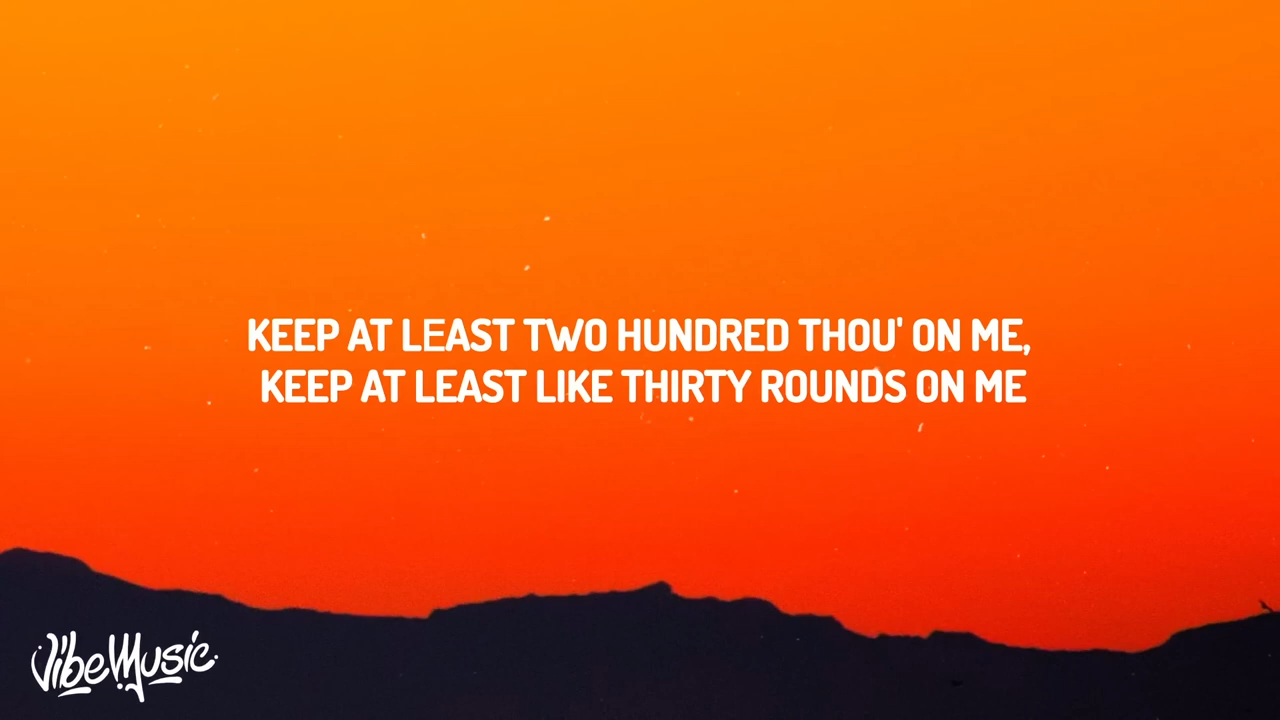 KEEP AT LEAST TWO HUNDRED THOU' ON ME,
KEEP AT LEAST LIKE THIRTY ROUNDS ON ME
VibeMusic